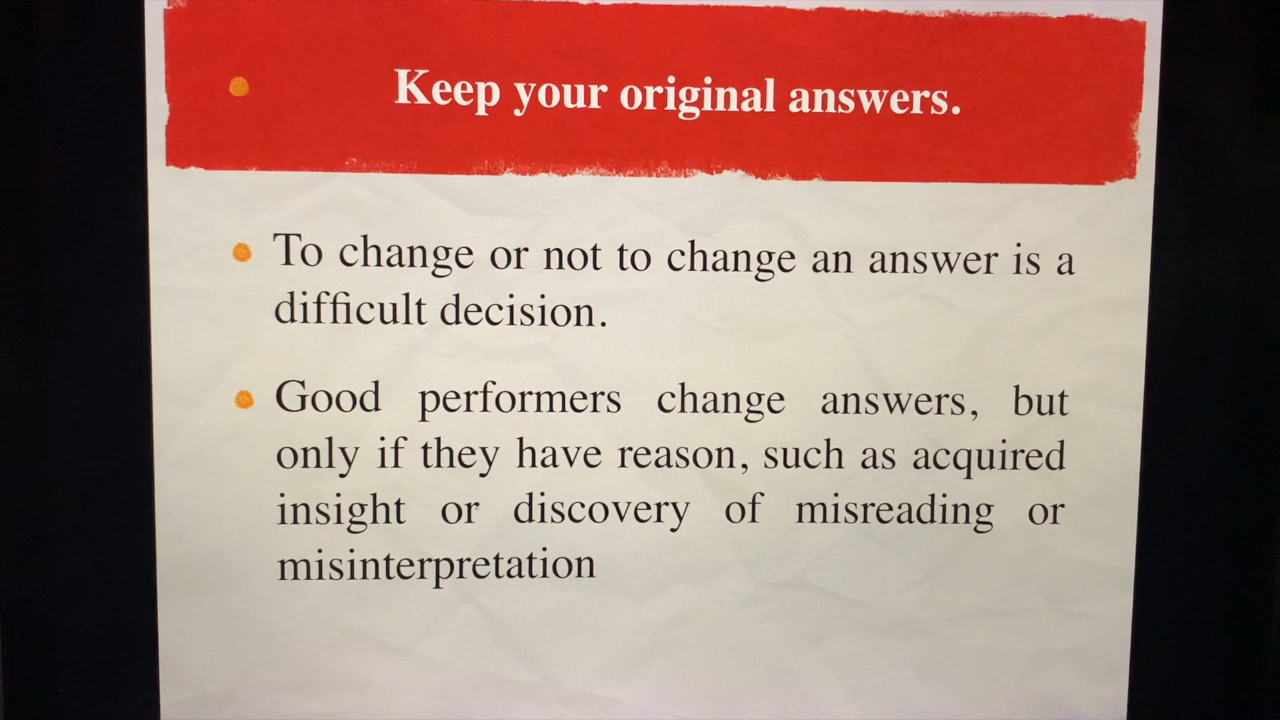 Keep your original answers.
To change or not to change an answer is a
difficult decision.
Good performers change answers, but
only if they have reason, such as acquired
insight or discovery of misreading or
misinterpretation